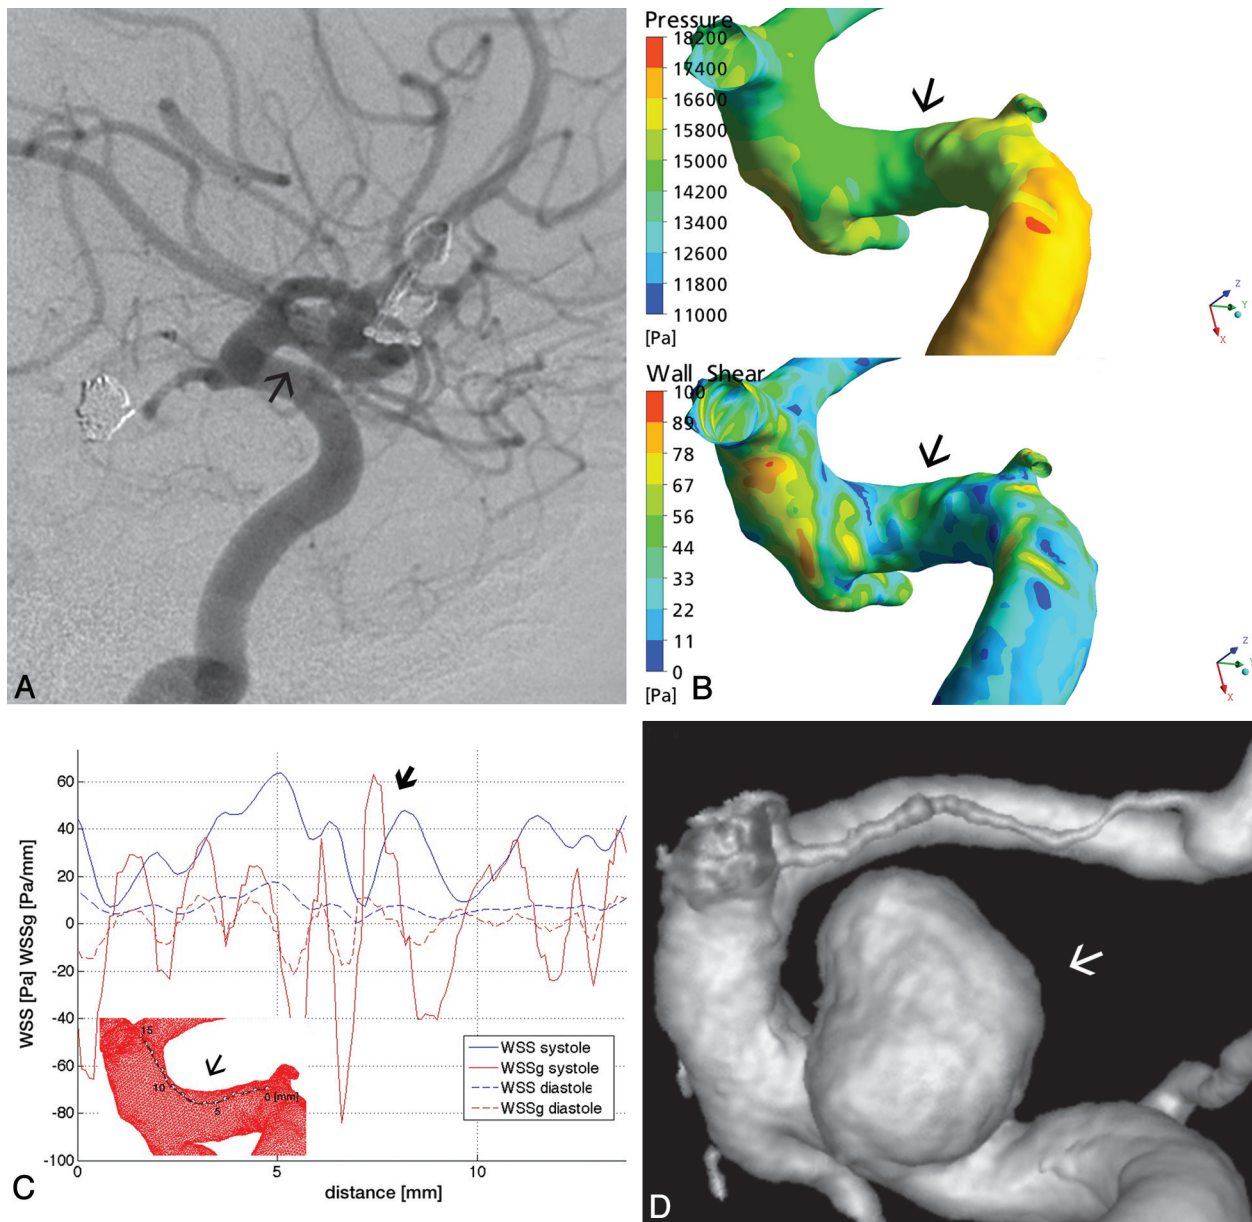 A
Pressure
18200
17400
16600
15800
15000
14200
13400
12600
11800
11000
[Pa]
Z
Y
X
Wall Shear
100
89
78
67
56
44
33
22
11
0
[Pa]
B
Z
Y
X
WSS [Pa] WSSg [Pa/mm]
60
40
20
0
-20
-40
-60
-80
-100
0
5
10
distance [mm]
15
10
5
0 [mm]
WSS systole
WSSg systole
WSS diastole
WSSg diastole
C
D